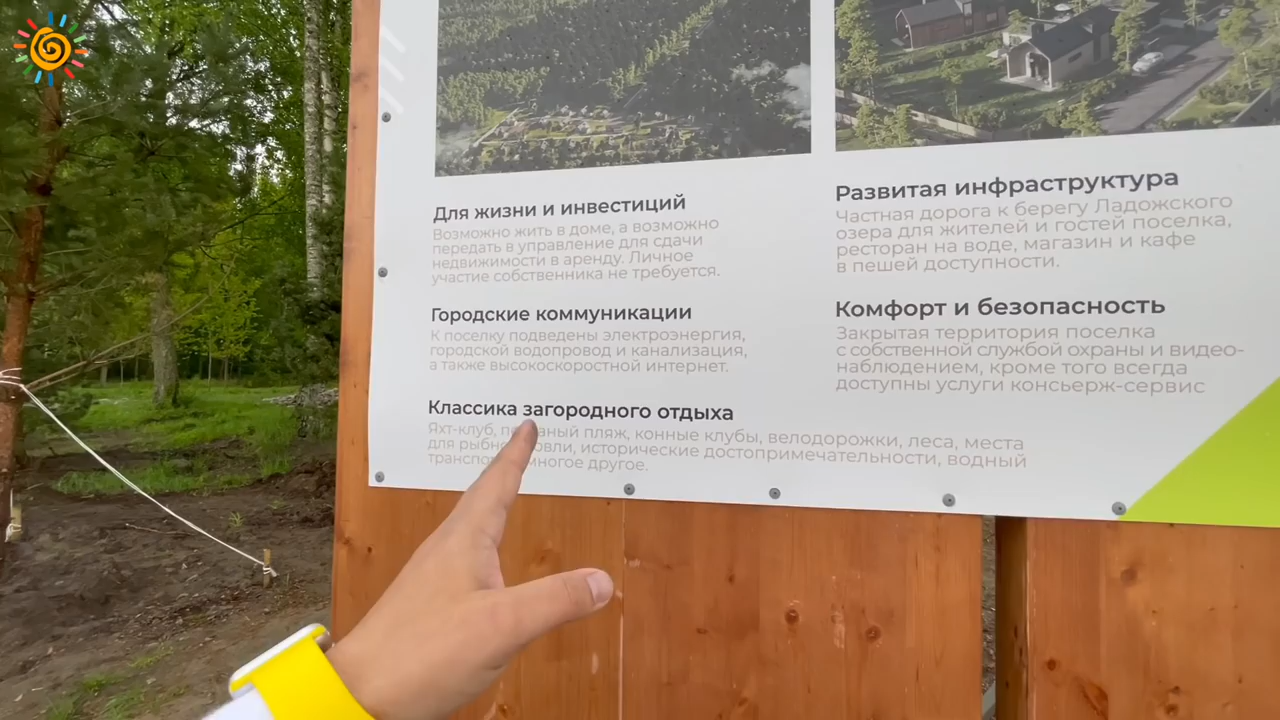 Для жизни и инвестиций
Возможно жить в доме, а возможно
передать в управление для сдачи
недвижимости в аренду. Личное
участие собственника не требуется.
Городские коммуникации
К поселку подведены электроэнергия,
городской водопровод и канализация,
а также высокоскоростной интернет.
Классика загородного отдыха
Яхт-клуб, пляж, конные клубы, велодорожки, леса, места
для исторические достопримечательности, водный
многое другое.
Развитая инфраструктура
Частная дорога к берегу Ладожского
озера для жителей и гостей поселка,
ресторан на воде, магазин и кафе
в пешей доступности.
Комфорт и безопасность
Закрытая территория поселка
с собственной службой охраны и видео-
наблюдением, кроме того всегда
доступны услуги консьерж-сервис